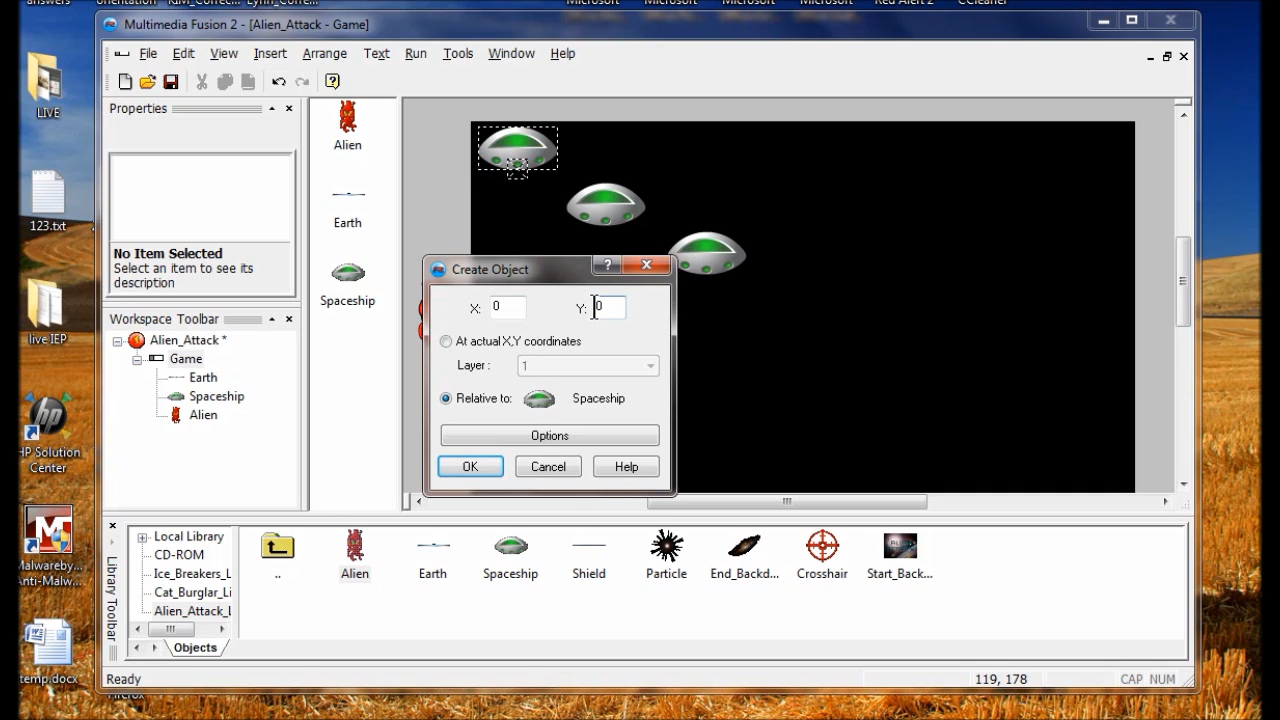 answers
orientation
KIM_Correc...
Lynn_Corre...
Microsoft
Microsoft
Microsoft
Microsoft
Red Alert 2
CCleaner
Multimedia Fusion 2 - [Alien_Attack - Game]
File Edit View Insert Arrange Text Run Tools Window Help
Properties
No Item Selected
Select an item to see its
description
Workspace Toolbar
Alien_Attack *
Game
Earth
Spaceship
Alien
Alien
Earth
Spaceship
Create Object
X: 0 Y: 0
At actual X,Y coordinates
Layer : 1
Relative to: Spaceship
Options
OK Cancel Help
Library Toolbar
Local Library
CD-ROM
Ice_Breakers_L
Cat_Burglar_Li
Alien_Attack_L
Objects
.. Alien Earth Spaceship Shield Particle End_Backd... Crosshair Start_Back...
Ready 119, 178 CAP NUM
LIVE
123.txt
live IEP
HP Solution
Center
Malwareby...
Anti-Malw...
temp.docx
Firefox